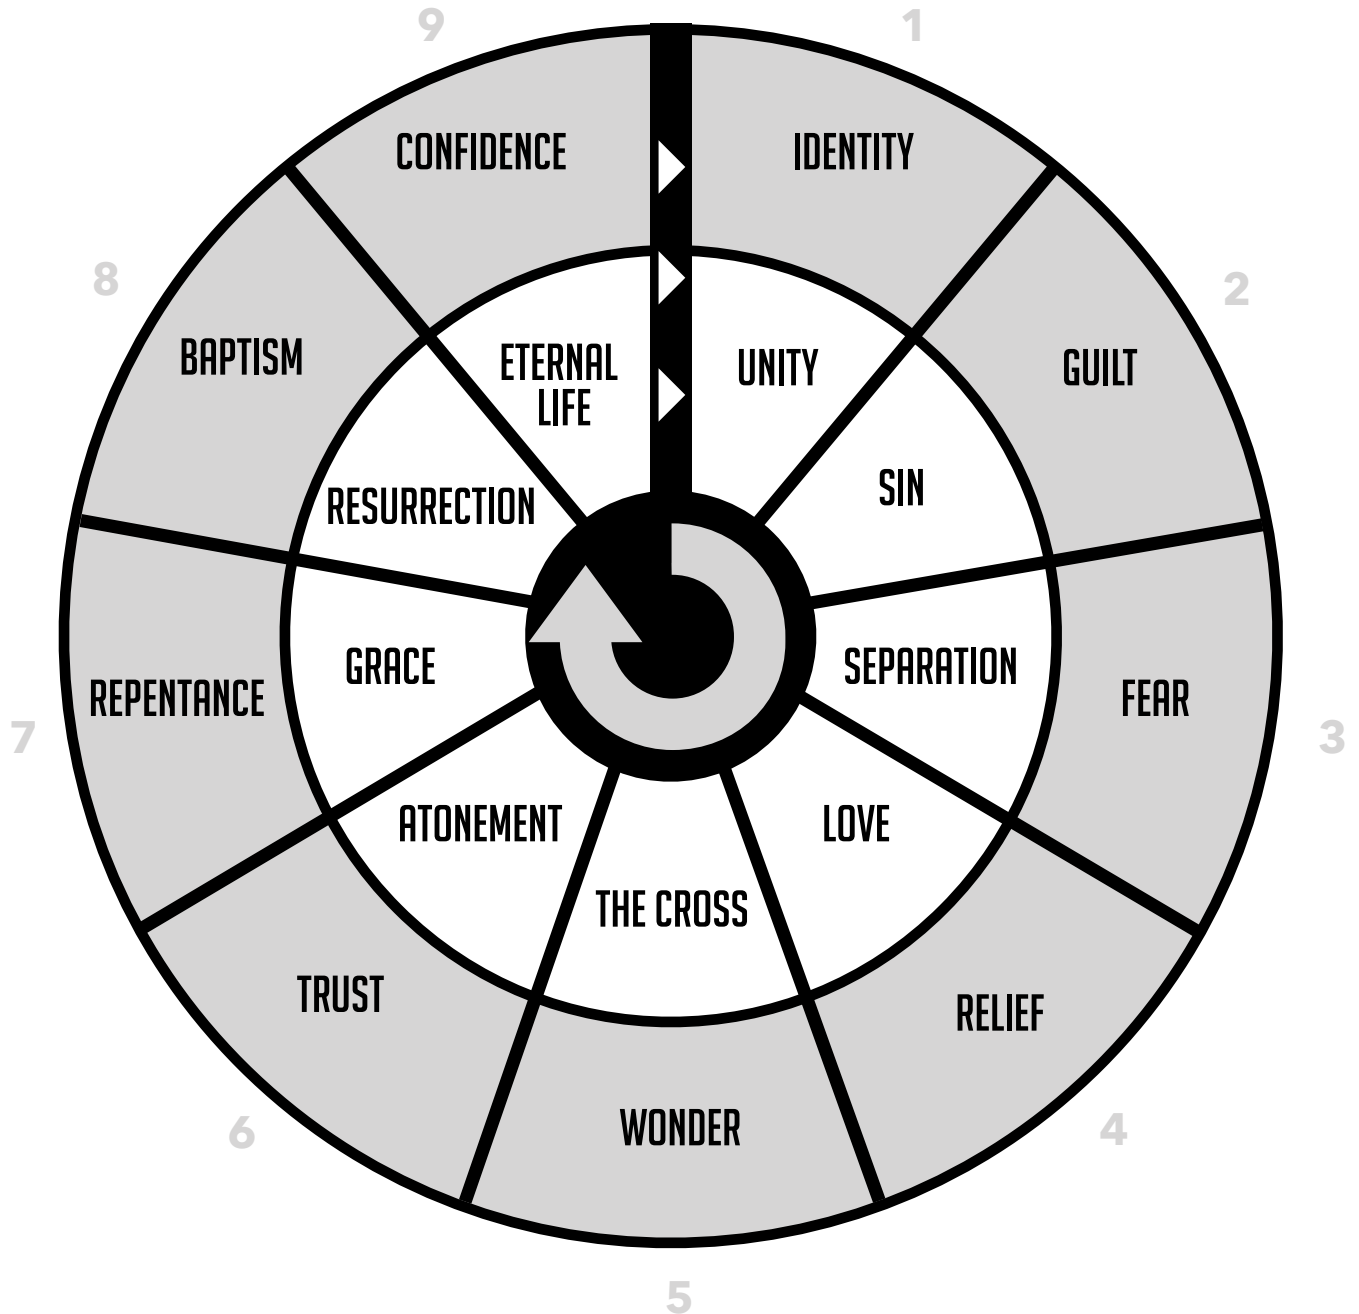 9
1
CONFIDENCE
IDENTITY
8
2
BAPTISM
ETERNAL
LIFE
UNITY
GUILT
RESURRECTION
SIN
REPENTANCE
GRACE
SEPARATION
FEAR
7
3
ATONEMENT
LOVE
THE CROSS
TRUST
RELIEF
WONDER
6
4
5